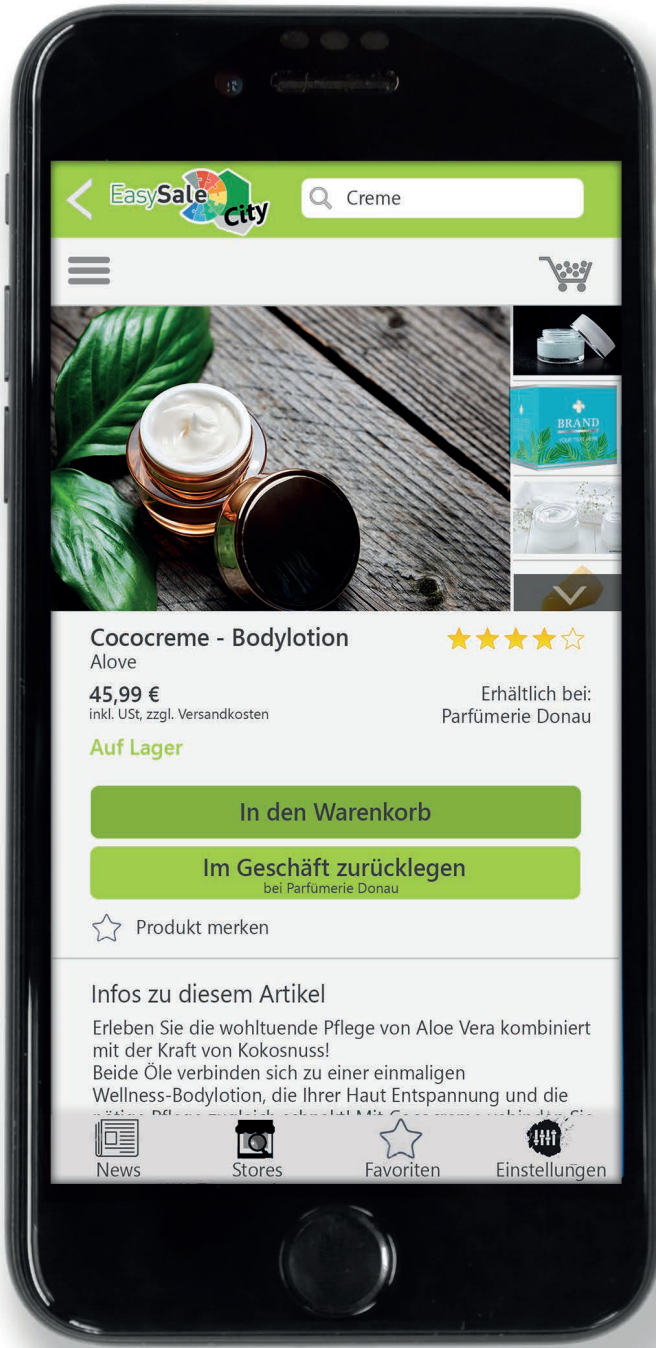 EasySale City
Creme
BRAND
Cococreme - Bodylotion
Alove
45,99 €
inkl. USt, zzgl. Versandkosten
Erhältlich bei:
Parfümerie Donau
Auf Lager
In den Warenkorb
Im Geschäft zurücklegen
bei Parfümerie Donau
Produkt merken
Infos zu diesem Artikel
Erleben Sie die wohltuende Pflege von Aloe Vera kombiniert
mit der Kraft von Kokosnuss!
Beide Öle verbinden sich zu einer einmaligen
Wellness-Bodylotion, die Ihrer Haut Entspannung und die
News
Stores
Favoriten
Einstellungen